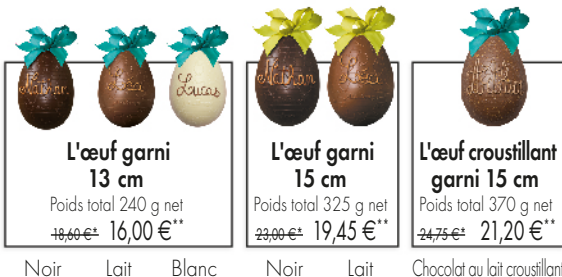 Lucas
L'œuf garni
13 cm
Poids total 240 g net
18,60 €* 16,00 €**
Noir Lait Blanc
L'œuf garni
15 cm
Poids total 325 g net
23,00 €* 19,45 €**
Noir Lait
L'œuf croustillant
garni 15 cm
Poids total 370 g net
24,75 €* 21,20 €**
Chocolat au lait croustillant